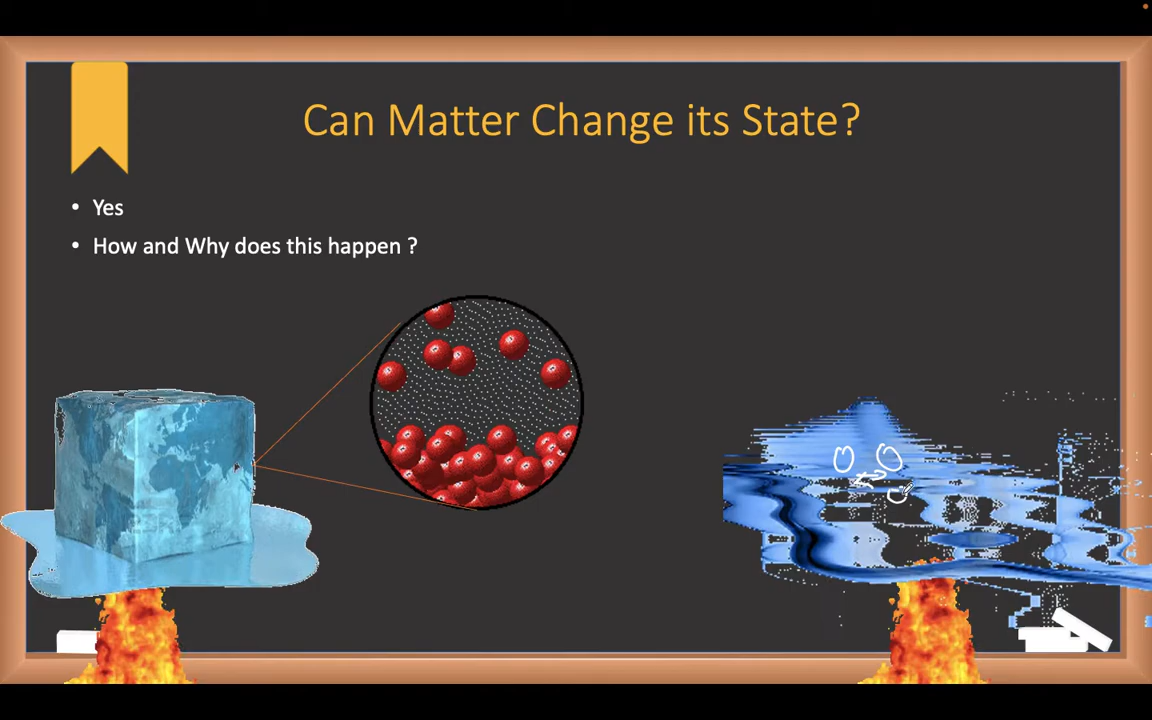 Can Matter Change its State?
• Yes
• How and Why does this happen ?